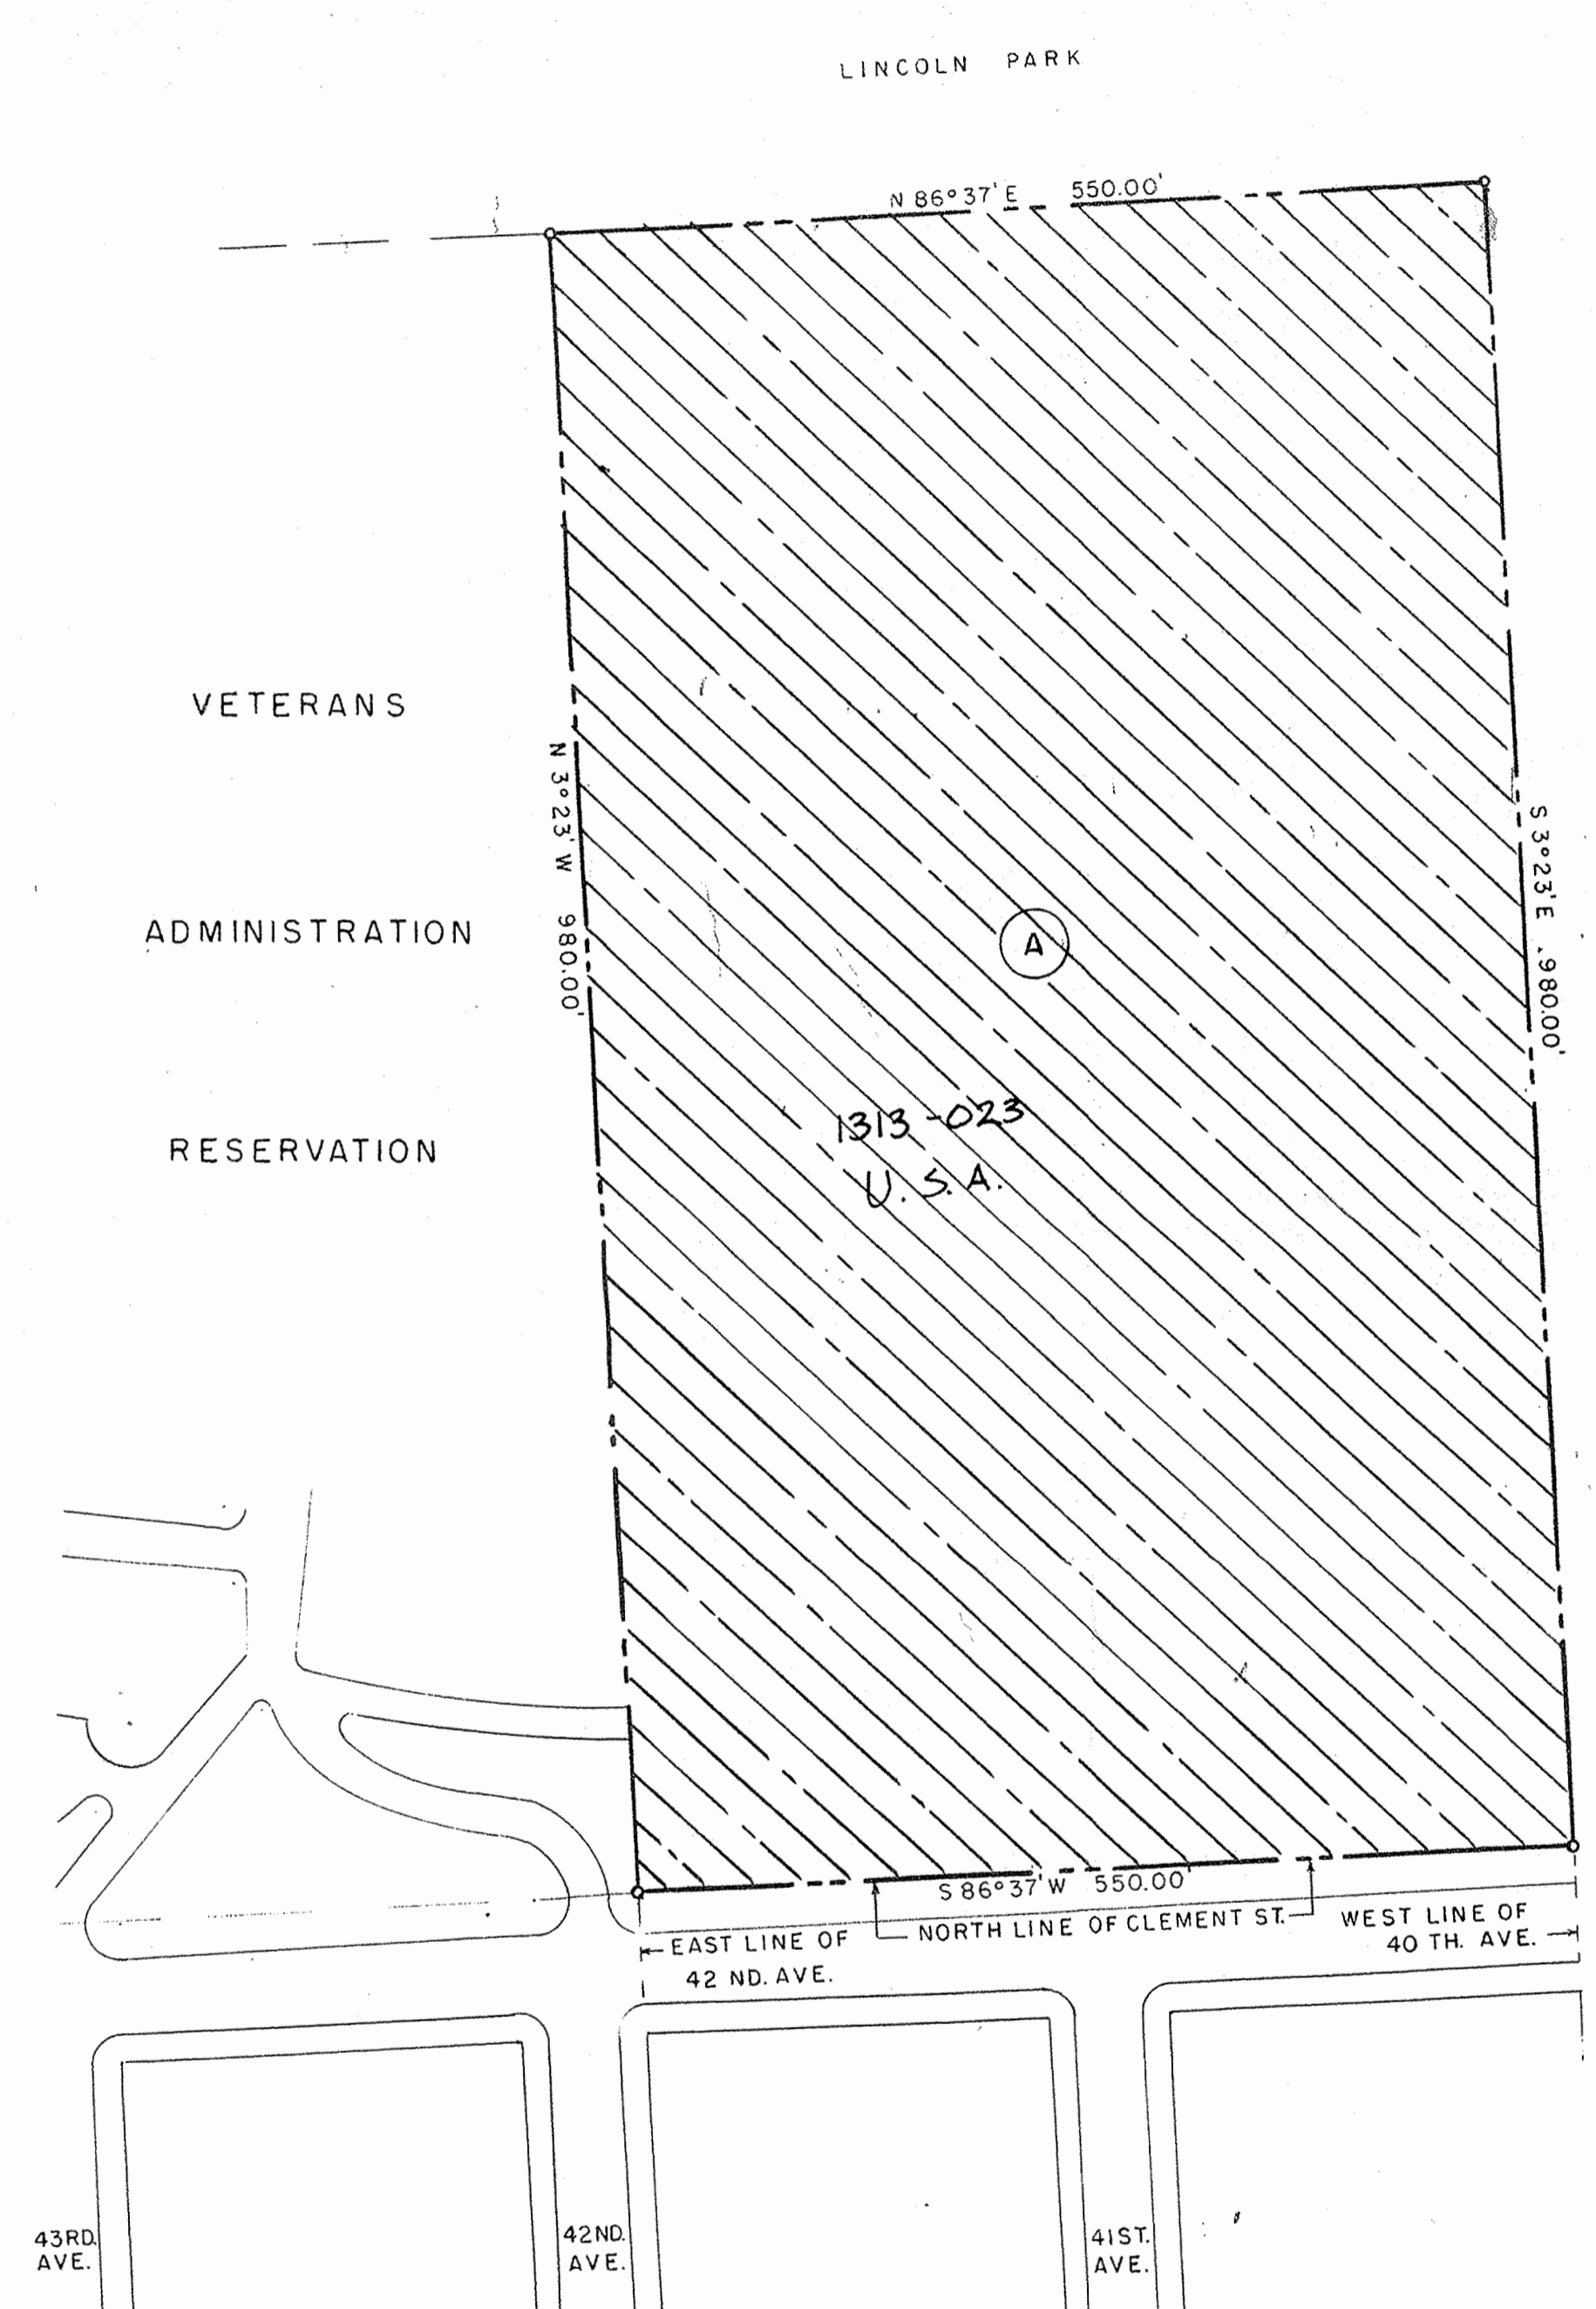 LINCOLN PARK
N 86° 37' E 550.00'
VETERANS
ADMINISTRATION
RESERVATION
N 3° 23' W 980.00'
S 3° 23' E 980.00'
A
1313-023
U. S. A.
S 86° 37' W 550.00'
NORTH LINE OF CLEMENT ST.
EAST LINE OF
42 ND. AVE.
WEST LINE OF
40 TH. AVE.
43RD.
AVE.
42ND.
AVE.
41ST.
AVE.